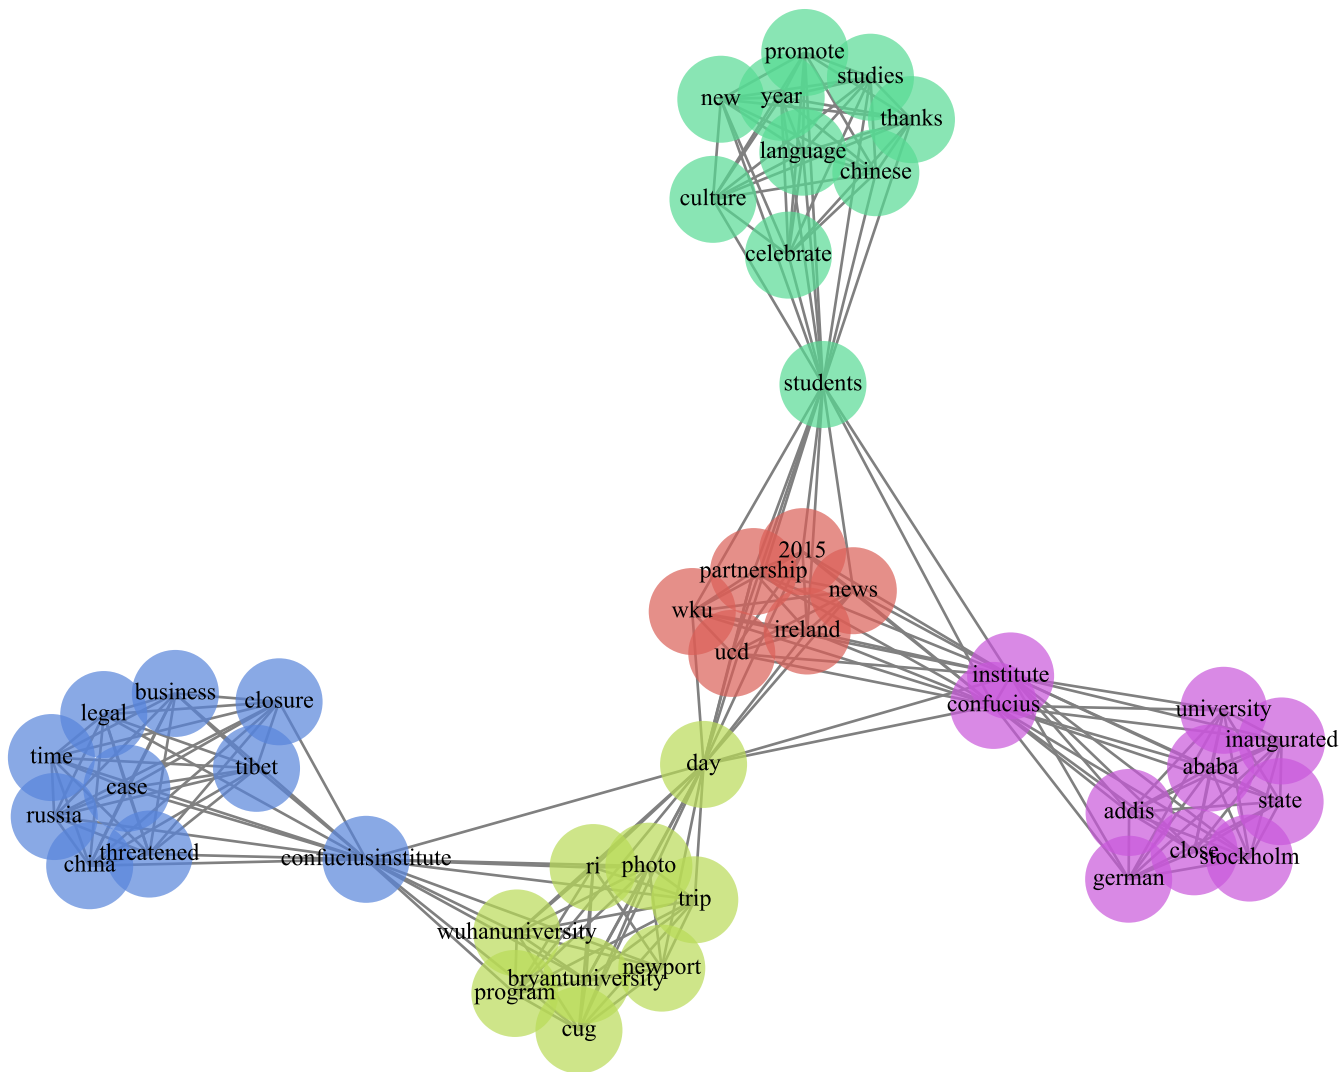 promote
studies
new
year
thanks
language
chinese
culture
celebrate
students
2015
partnership
news
wku
ireland
ucd
institute
confucius
university
inaugurated
ababa
state
addis
close
stockholm
german
day
business
closure
legal
time
tibet
case
russia
threatened
china
confuciusinstitute
ri
photo
trip
wuhanuniversity
newport
bryantuniversity
program
cug